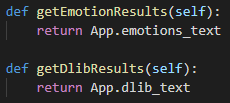 def getEmotionResults(self):
    return App.emotions_text

def getDlibResults(self):
    return App.dlib_text